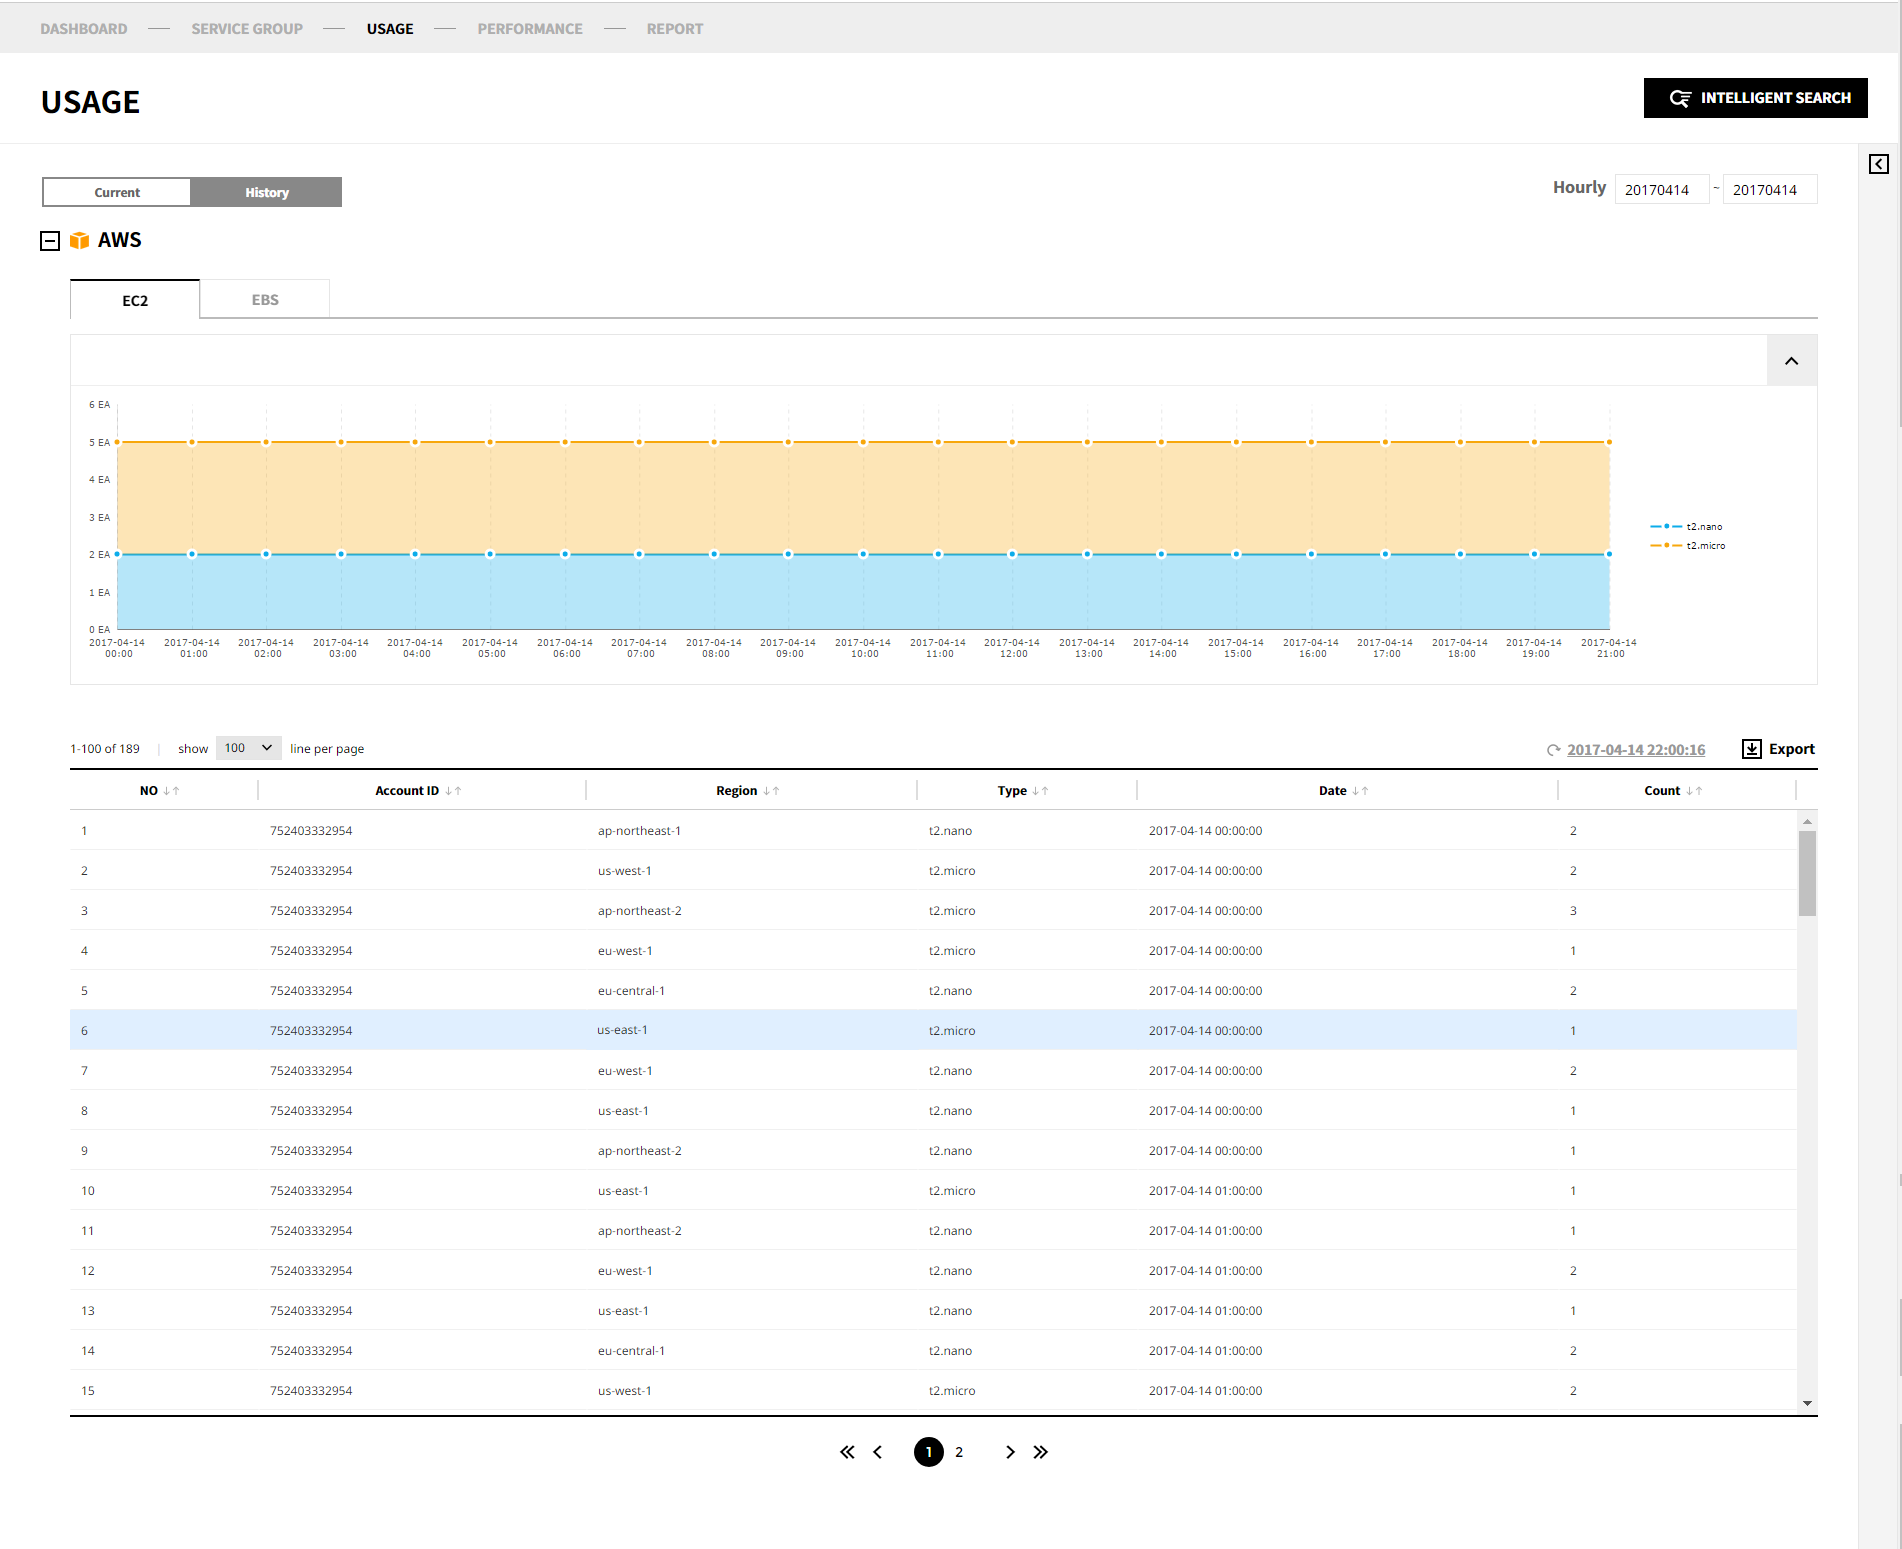 DASHBOARD — SERVICE GROUP — USAGE — PERFORMANCE — REPORT
USAGE
INTELLIGENT SEARCH
Current History
Hourly 20170414 ~ 20170414
AWS
EC2 EBS
6 EA
5 EA
4 EA
3 EA
2 EA
1 EA
0 EA
t2.nano
t2.micro
2017-04-14 2017-04-14 2017-04-14 2017-04-14 2017-04-14 2017-04-14 2017-04-14 2017-04-14 2017-04-14 2017-04-14 2017-04-14 2017-04-14 2017-04-14 2017-04-14 2017-04-14 2017-04-14 2017-04-14 2017-04-14 2017-04-14 2017-04-14 2017-04-14
00:00 01:00 02:00 03:00 04:00 05:00 06:00 07:00 08:00 09:00 10:00 11:00 12:00 13:00 14:00 15:00 16:00 17:00 18:00 19:00 21:00
1-100 of 189 | show 100 line per page 2017-04-14 22:00:16 Export
NO Account ID Region Type Date Count
1 752403332954 ap-northeast-1 t2.nano 2017-04-14 00:00:00 2
2 752403332954 us-west-1 t2.micro 2017-04-14 00:00:00 2
3 752403332954 ap-northeast-2 t2.micro 2017-04-14 00:00:00 3
4 752403332954 eu-west-1 t2.micro 2017-04-14 00:00:00 1
5 752403332954 eu-central-1 t2.nano 2017-04-14 00:00:00 2
6 752403332954 us-east-1 t2.micro 2017-04-14 00:00:00 1
7 752403332954 eu-west-1 t2.nano 2017-04-14 00:00:00 2
8 752403332954 us-east-1 t2.nano 2017-04-14 00:00:00 1
9 752403332954 ap-northeast-2 t2.nano 2017-04-14 00:00:00 1
10 752403332954 us-east-1 t2.micro 2017-04-14 01:00:00 1
11 752403332954 ap-northeast-2 t2.nano 2017-04-14 01:00:00 1
12 752403332954 eu-west-1 t2.nano 2017-04-14 01:00:00 2
13 752403332954 us-east-1 t2.nano 2017-04-14 01:00:00 1
14 752403332954 eu-central-1 t2.nano 2017-04-14 01:00:00 2
15 752403332954 us-west-1 t2.micro 2017-04-14 01:00:00 2
1 2